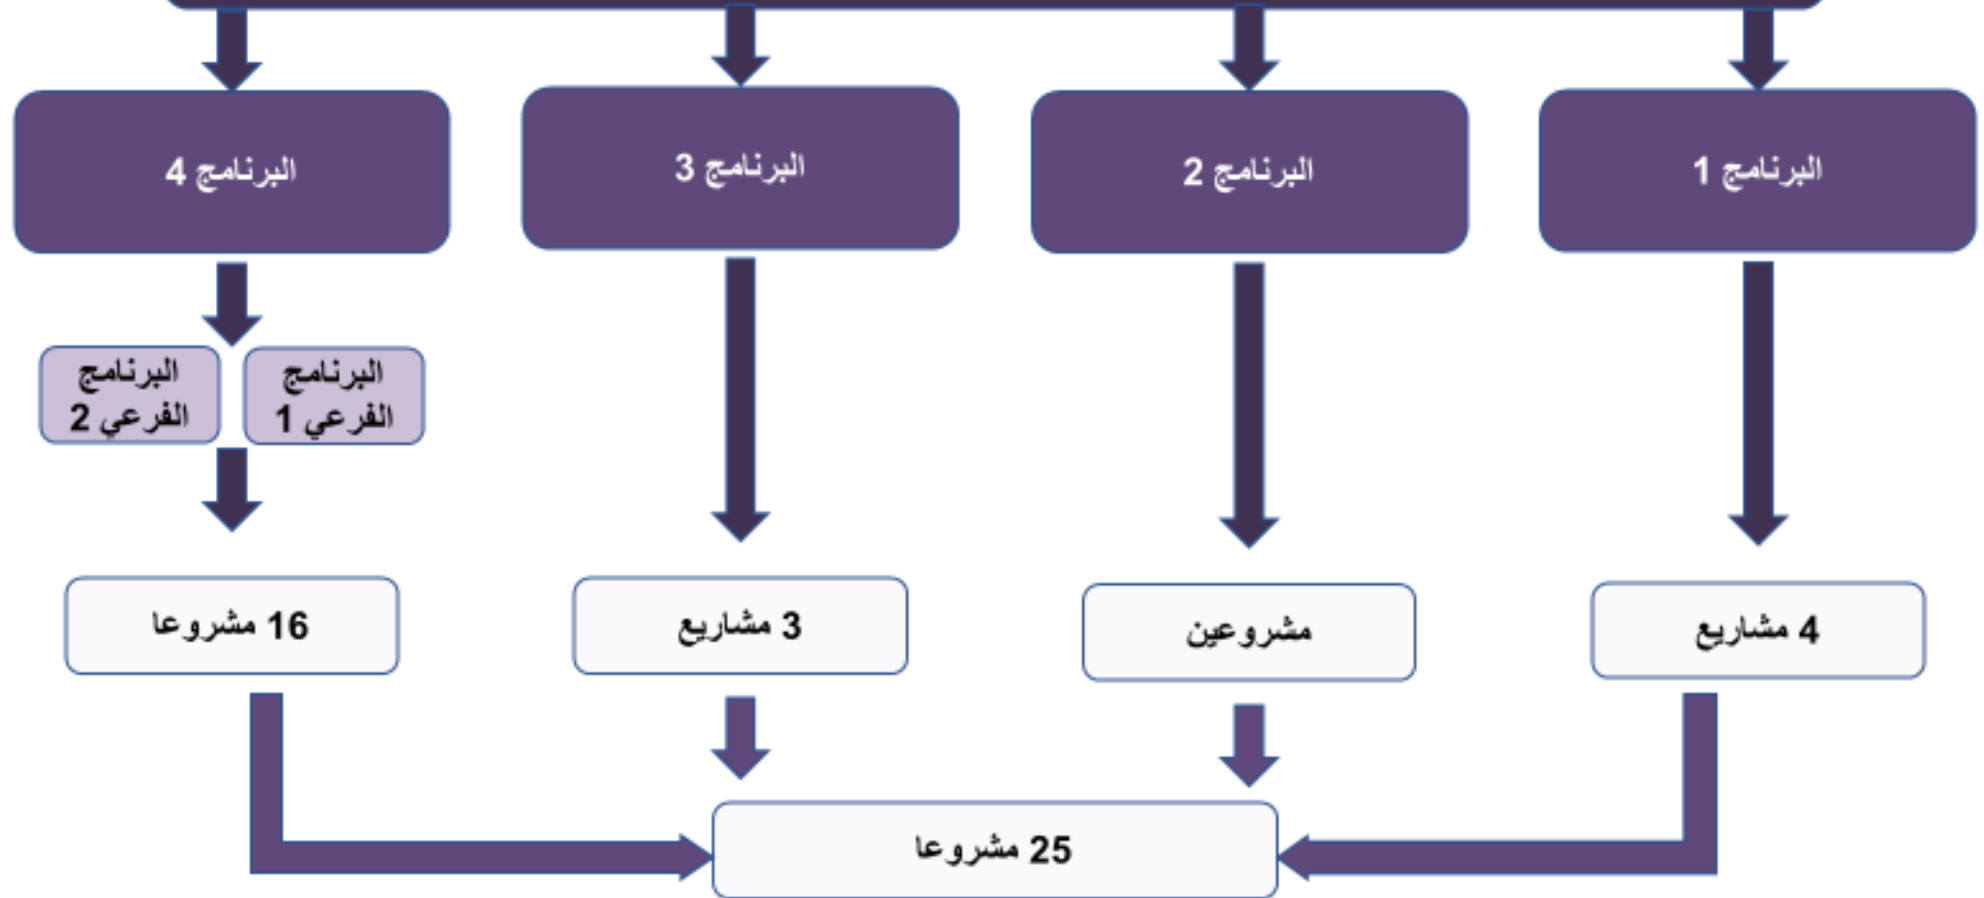 البرنامج 1
البرنامج 2
البرنامج 3
البرنامج 4
البرنامج
الفرعي 1
البرنامج
الفرعي 2
4 مشاريع
مشروعين
3 مشاريع
16 مشروعا
25 مشروعا